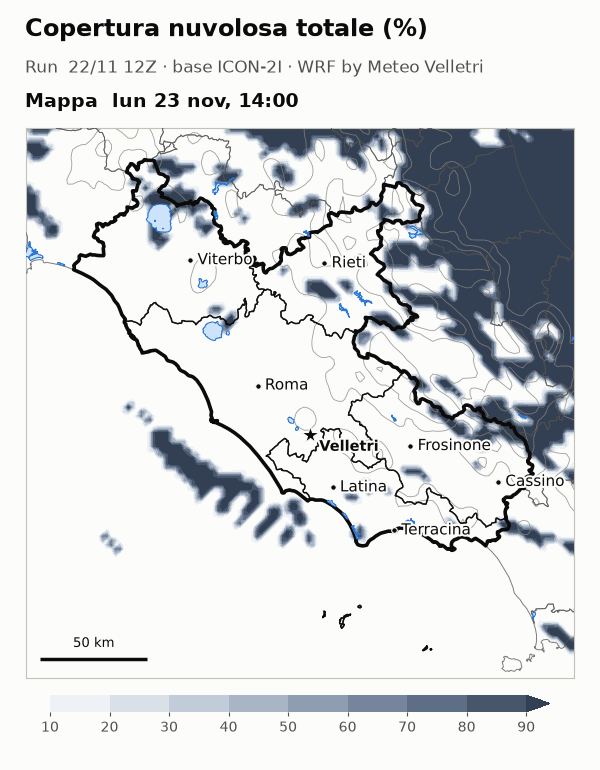 Copertura nuvolosa totale (%)
Run  22/11 12Z · base ICON-2I · WRF by Meteo Velletri
Mappa  lun 23 nov, 14:00
Viterbo
Rieti
Roma
Velletri
Frosinone
Latina
Cassino
Terracina
50 km
10 20 30 40 50 60 70 80 90